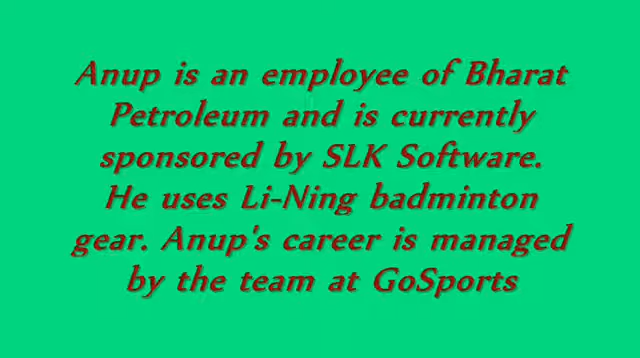 Anup is an employee of Bharat
Petroleum and is currently
sponsored by SLK Software.
He uses Li-Ning badminton
gear. Anup's career is managed
by the team at GoSports